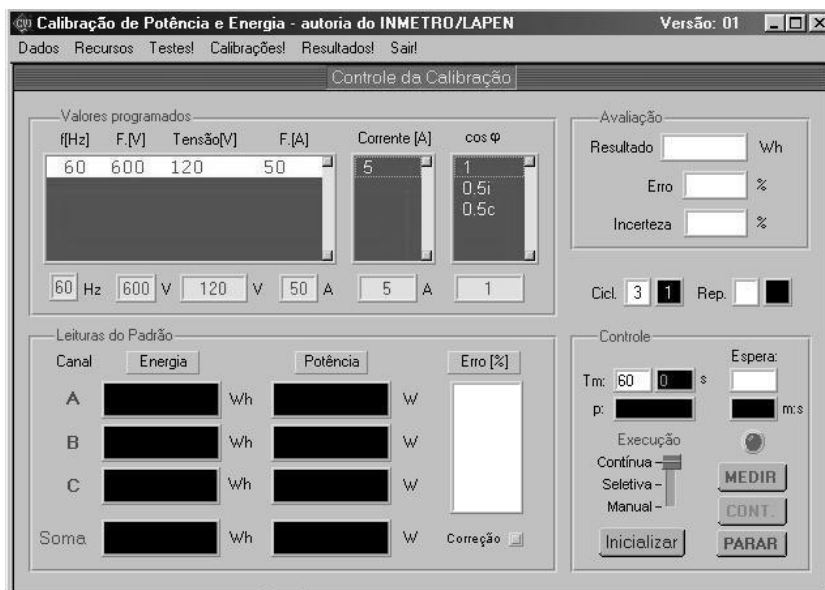 Calibração de Potência e Energia - autoria do INMETRO/LAPEN Versão: 01
Dados Recursos Testes! Calibrações! Resultados! Sair!
Controle da Calibração
Valores programados
f[Hz] F.[V] Tensão[V] F.[A] Corrente [A] cos φ
60 600 120 50 5 1
0.5i
0.5c
60 Hz 600 V 120 V 50 A 5 A 1
Avaliação
Resultado Wh
Erro %
Incerteza %
Cicl. 3 1 Rep.
Leituras do Padrão
Canal Energia Potência Erro [%]
A Wh W
B Wh W
C Wh W
Soma Wh W Correção
Controle
Espera:
Tm: 60 0 s
p: m:s
Execução
Contínua
Seletiva
Manual
MEDIR
CONT.
Inicializar PARAR